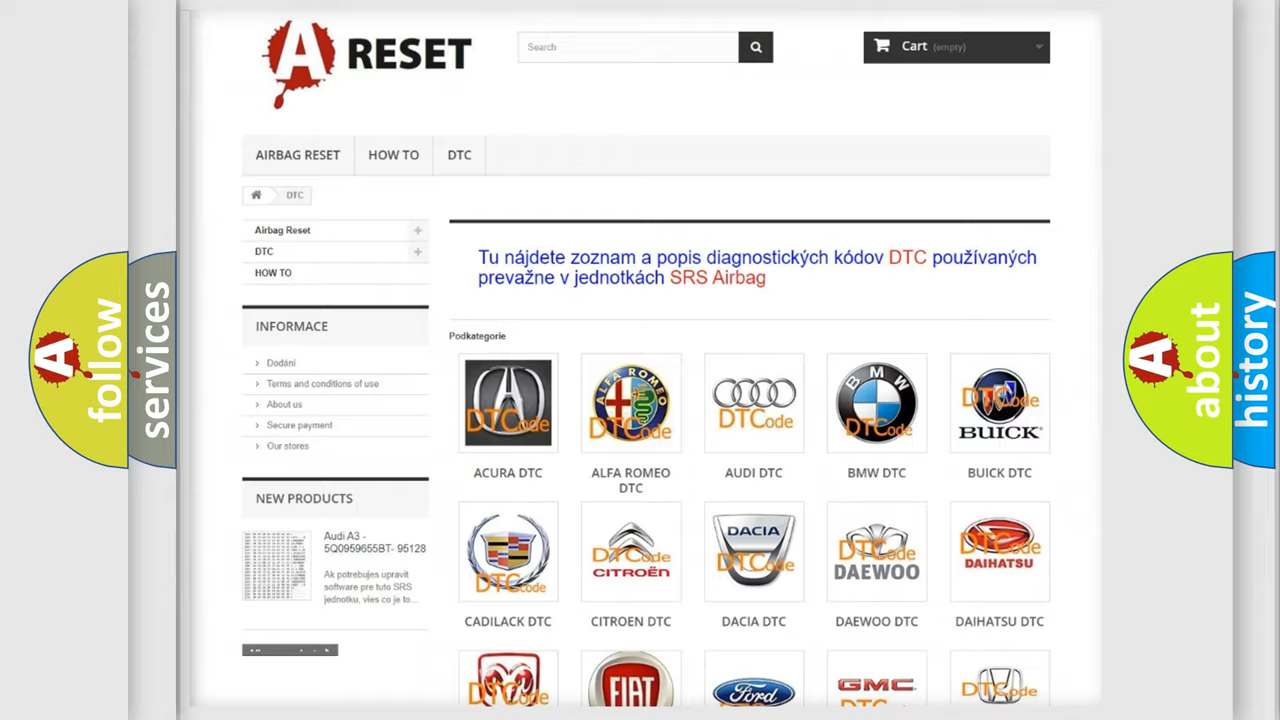 A RESET
Search
Cart (empty)
AIRBAG RESET
HOW TO
DTC
DTC
Airbag Reset
DTC
HOW TO
Tu nájdete zoznam a popis diagnostických kódov DTC používaných
prevažne v jednotkách SRS Airbag
INFORMACE
Dodání
Terms and conditions of use
About us
Secure payment
Our stores
NEW PRODUCTS
Audi A3 -
5Q0959655BT- 95128
Ak potrebujes upravit
software pre tuto SRS
jednotku, vies co je to...
Podkategorie
DTCode
ALFA ROMEO
DTCode
DTCode
BMW
DTCode
DTCode
BUICK
ACURA DTC
ALFA ROMEO
DTC
AUDI DTC
BMW DTC
BUICK DTC
DTCode
DTCode
CITROËN
DACIA
DTCode
DTCode
DAEWOO
DTCode
DAIHATSU
CADILACK DTC
CITROEN DTC
DACIA DTC
DAEWOO DTC
DAIHATSU DTC
DTCode
FIAT
Ford
GMC
DTCode
A follow
services
A about
history